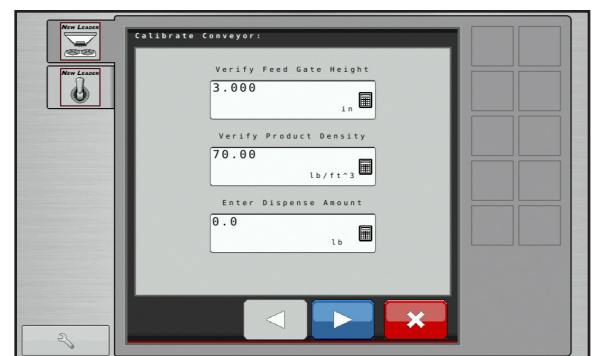 NEW LEADER
NEW LEADER
Calibrate Conveyor:
Verify Feed Gate Height
3.000
in
Verify Product Density
70.00
lb/ft^3
Enter Dispense Amount
0.0
lb